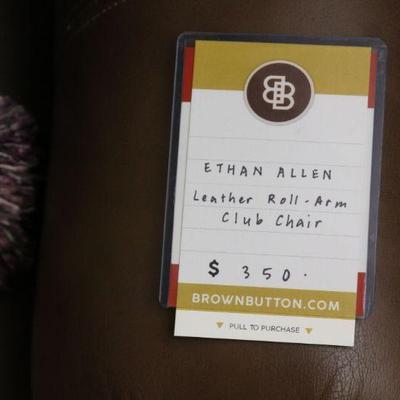 BB
ETHAN ALLEN
Leather Roll-Arm
Club Chair
$ 350.
BROWNBUTTON.COM
▼ PULL TO PURCHASE ▼